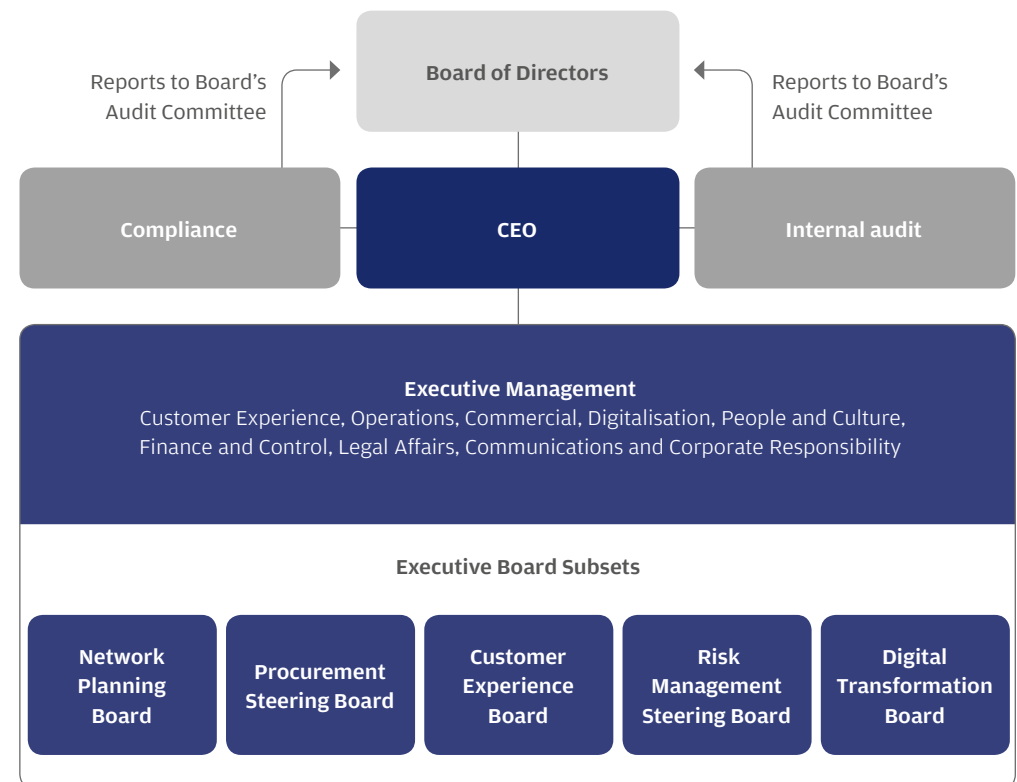 Board of Directors
Reports to Board’s
Audit Committee
Reports to Board’s
Audit Committee
Compliance
CEO
Internal audit
Executive Management
Customer Experience, Operations, Commercial, Digitalisation, People and Culture,
Finance and Control, Legal Affairs, Communications and Corporate Responsibility
Executive Board Subsets
Network
Planning
Board
Procurement
Steering Board
Customer
Experience
Board
Risk
Management
Steering Board
Digital
Transformation
Board